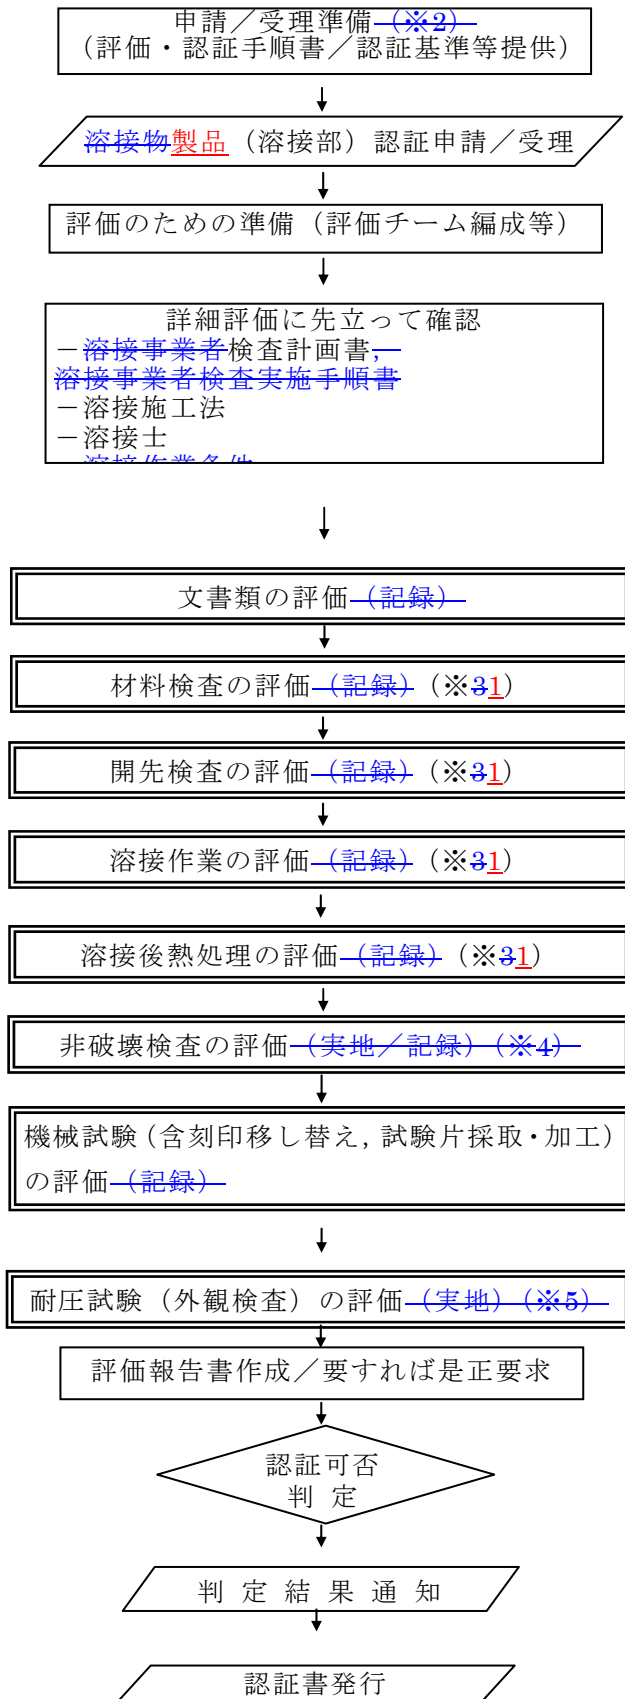 申請／受理準備（※2）
（評価・認証手順書／認証基準等提供）
溶接物製品（溶接部）認証申請／受理
評価のための準備（評価チーム編成等）
詳細評価に先立って確認
－溶接事業者検査計画書，
溶接事業者検査実施手順書
－溶接施工法
－溶接士
－溶接作業条件
文書類の評価（記録）
材料検査の評価（記録）（※31）
開先検査の評価（記録）（※31）
溶接作業の評価（記録）（※31）
溶接後熱処理の評価（記録）（※31）
非破壊検査の評価（実地／記録）（※4）
機械試験（含刻印移し替え，試験片採取・加工）
の評価（記録）
耐圧試験（外観検査）の評価（実地）（※5）
評価報告書作成／要すれば是正要求
認証可否
判 定
判 定 結 果 通 知
認証書発行